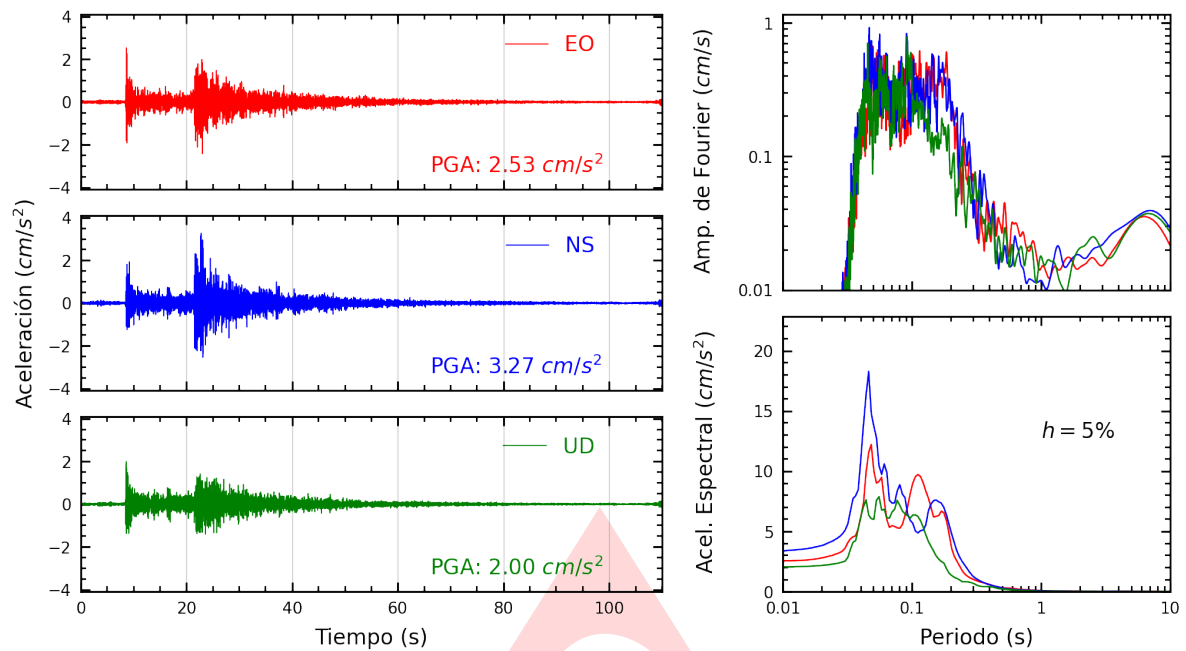 4
2
0
−2
−4
EO
PGA: 2.53 cm/s²
4
2
0
−2
−4
NS
PGA: 3.27 cm/s²
4
2
0
−2
−4
UD
PGA: 2.00 cm/s²
0 20 40 60 80 100
Tiempo (s)
Aceleración (cm/s²)
1
0.1
0.01
Amp. de Fourier (cm/s)
20
15
10
5
0
Acel. Espectral (cm/s²)
h = 5%
0.01 0.1 1 10
Periodo (s)